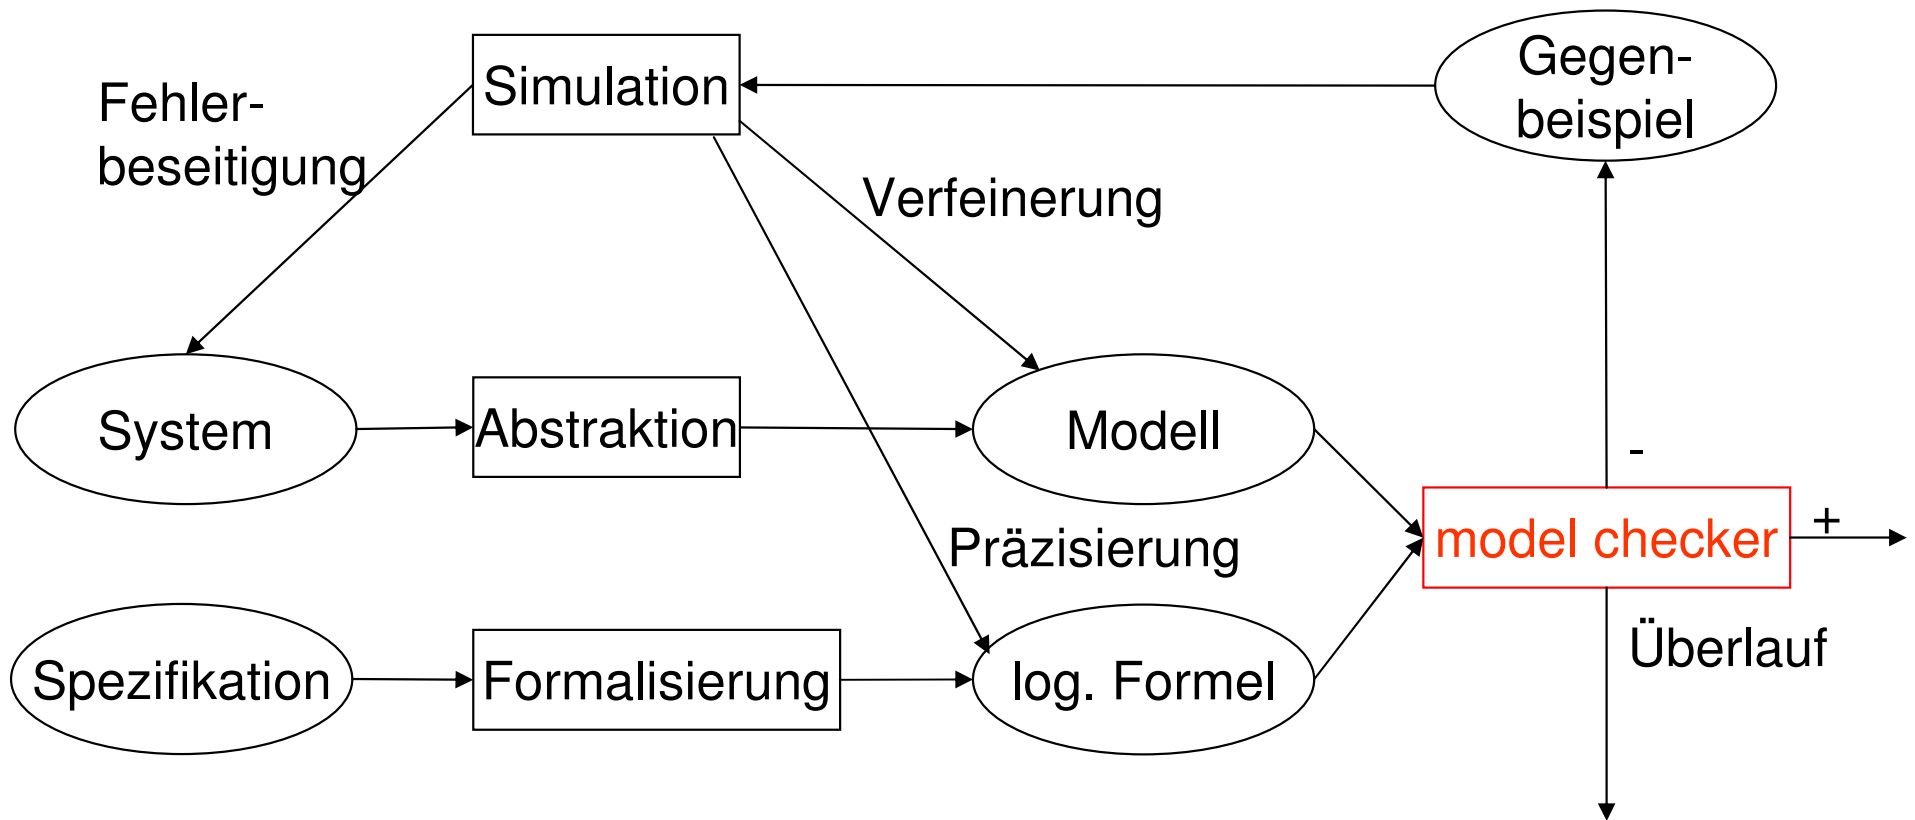 Simulation
Gegen-
beispiel
Fehler-
beseitigung
Verfeinerung
System
Abstraktion
Modell
-
model checker
+
Präzisierung
Überlauf
Spezifikation
Formalisierung
log. Formel